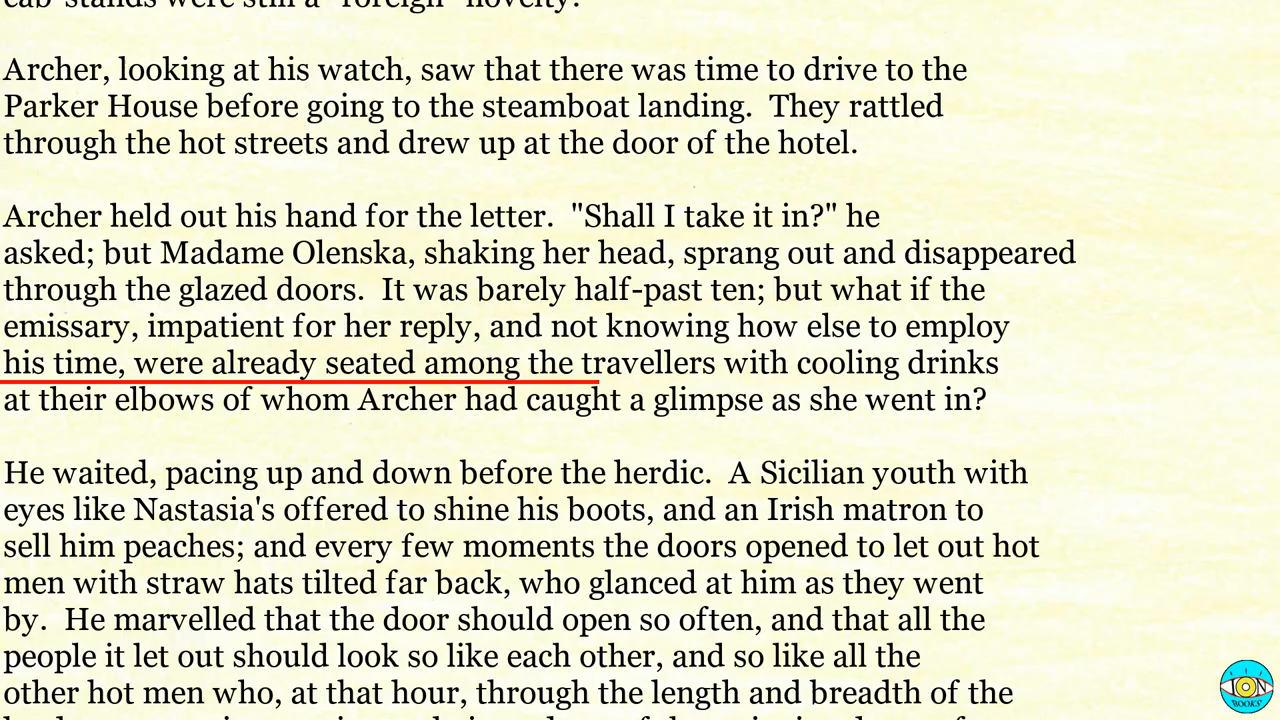 cab-stands were still a "foreign" novelty.
Archer, looking at his watch, saw that there was time to drive to the
Parker House before going to the steamboat landing.  They rattled
through the hot streets and drew up at the door of the hotel.
Archer held out his hand for the letter.  "Shall I take it in?" he
asked; but Madame Olenska, shaking her head, sprang out and disappeared
through the glazed doors.  It was barely half-past ten; but what if the
emissary, impatient for her reply, and not knowing how else to employ
his time, were already seated among the travellers with cooling drinks
at their elbows of whom Archer had caught a glimpse as she went in?
He waited, pacing up and down before the herdic.  A Sicilian youth with
eyes like Nastasia's offered to shine his boots, and an Irish matron to
sell him peaches; and every few moments the doors opened to let out hot
men with straw hats tilted far back, who glanced at him as they went
by.  He marvelled that the door should open so often, and that all the
people it let out should look so like each other, and so like all the
other hot men who, at that hour, through the length and breadth of the
ION
BOOKS